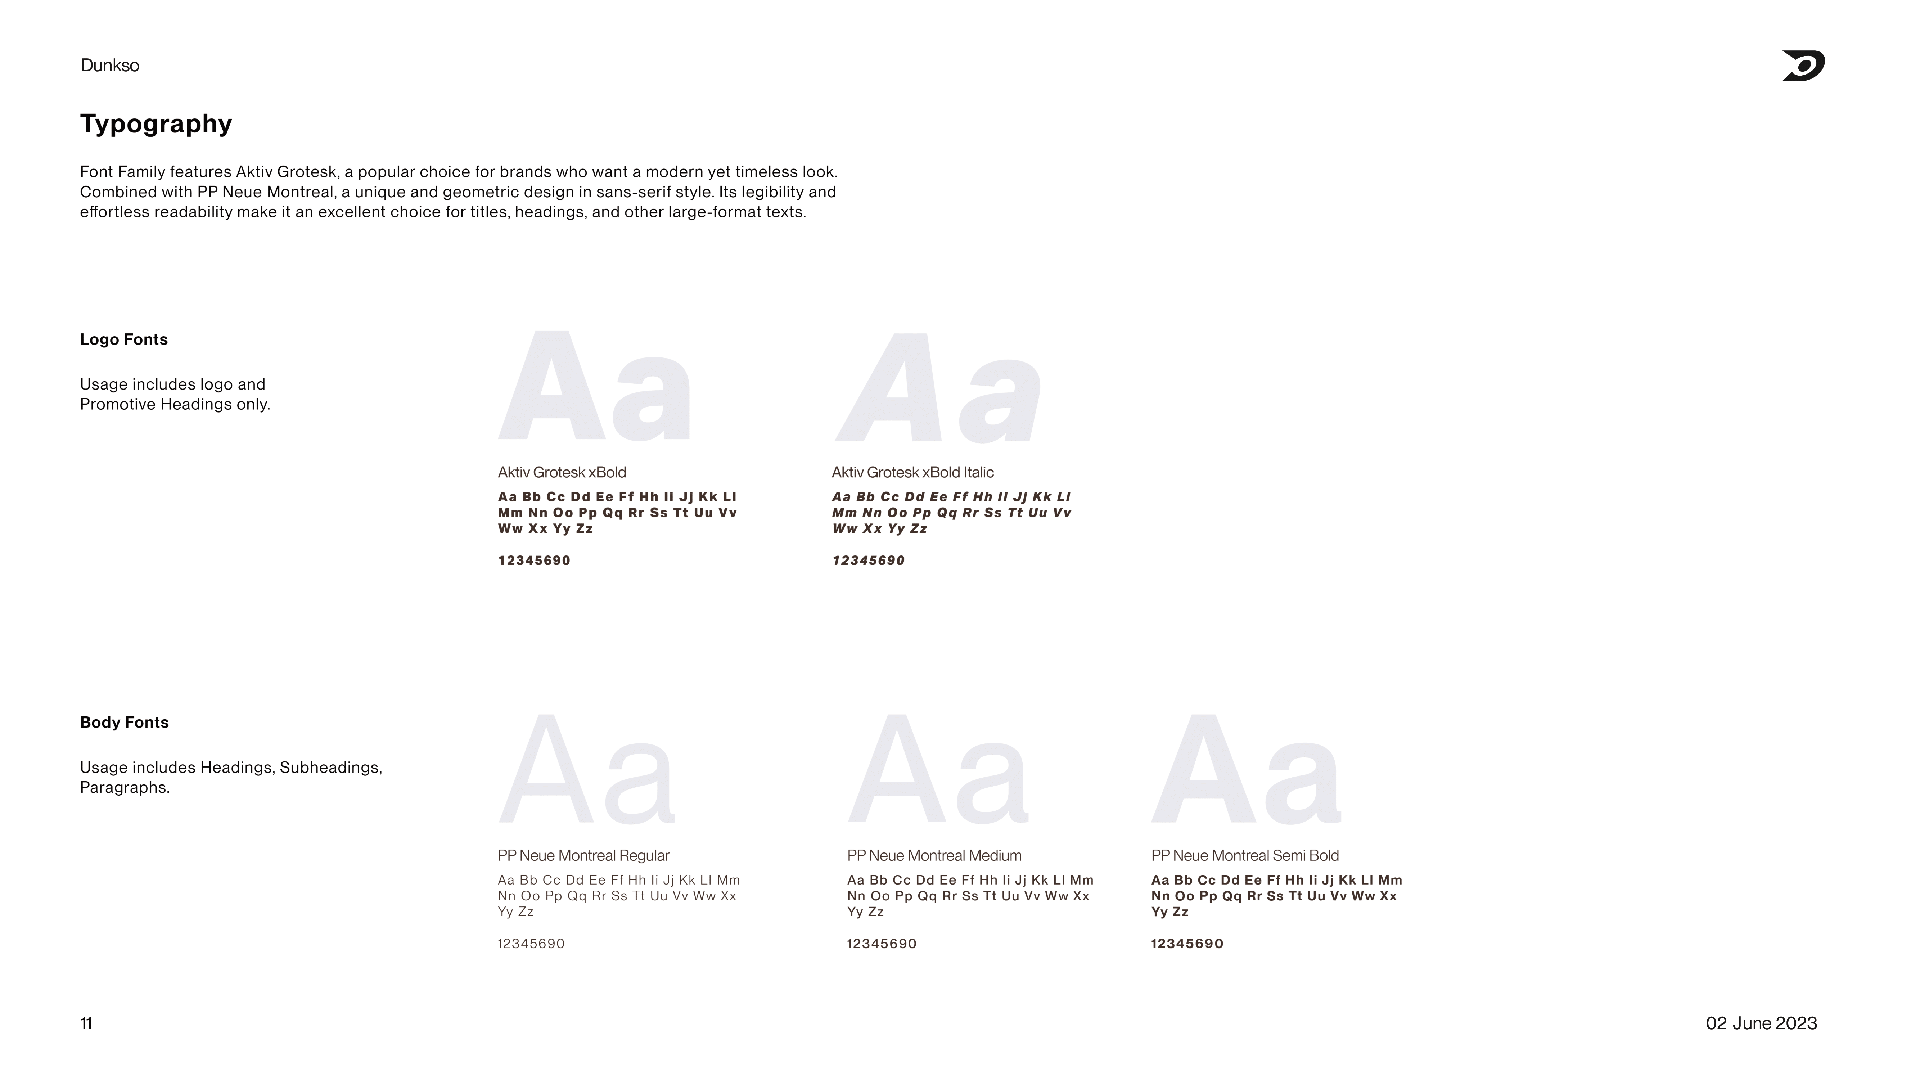 Dunkso
Typography
Font Family features Aktiv Grotesk, a popular choice for brands who want a modern yet timeless look.
Combined with PP Neue Montreal, a unique and geometric design in sans-serif style. Its legibility and
effortless readability make it an excellent choice for titles, headings, and other large-format texts.
Logo Fonts
Usage includes logo and
Promotive Headings only.
Aa
Aktiv Grotesk xBold
Aa Bb Cc Dd Ee Ff Hh Ii Jj Kk Ll
Mm Nn Oo Pp Qq Rr Ss Tt Uu Vv
Ww Xx Yy Zz
12345690
Aa
Aktiv Grotesk xBold Italic
Aa Bb Cc Dd Ee Ff Hh Ii Jj Kk Ll
Mm Nn Oo Pp Qq Rr Ss Tt Uu Vv
Ww Xx Yy Zz
12345690
Body Fonts
Usage includes Headings, Subheadings,
Paragraphs.
Aa
PP Neue Montreal Regular
Aa Bb Cc Dd Ee Ff Hh Ii Jj Kk Ll Mm
Nn Oo Pp Qq Rr Ss Tt Uu Vv Ww Xx
Yy Zz
12345690
Aa
PP Neue Montreal Medium
Aa Bb Cc Dd Ee Ff Hh Ii Jj Kk Ll Mm
Nn Oo Pp Qq Rr Ss Tt Uu Vv Ww Xx
Yy Zz
12345690
Aa
PP Neue Montreal Semi Bold
Aa Bb Cc Dd Ee Ff Hh Ii Jj Kk Ll Mm
Nn Oo Pp Qq Rr Ss Tt Uu Vv Ww Xx
Yy Zz
12345690
11
02 June 2023